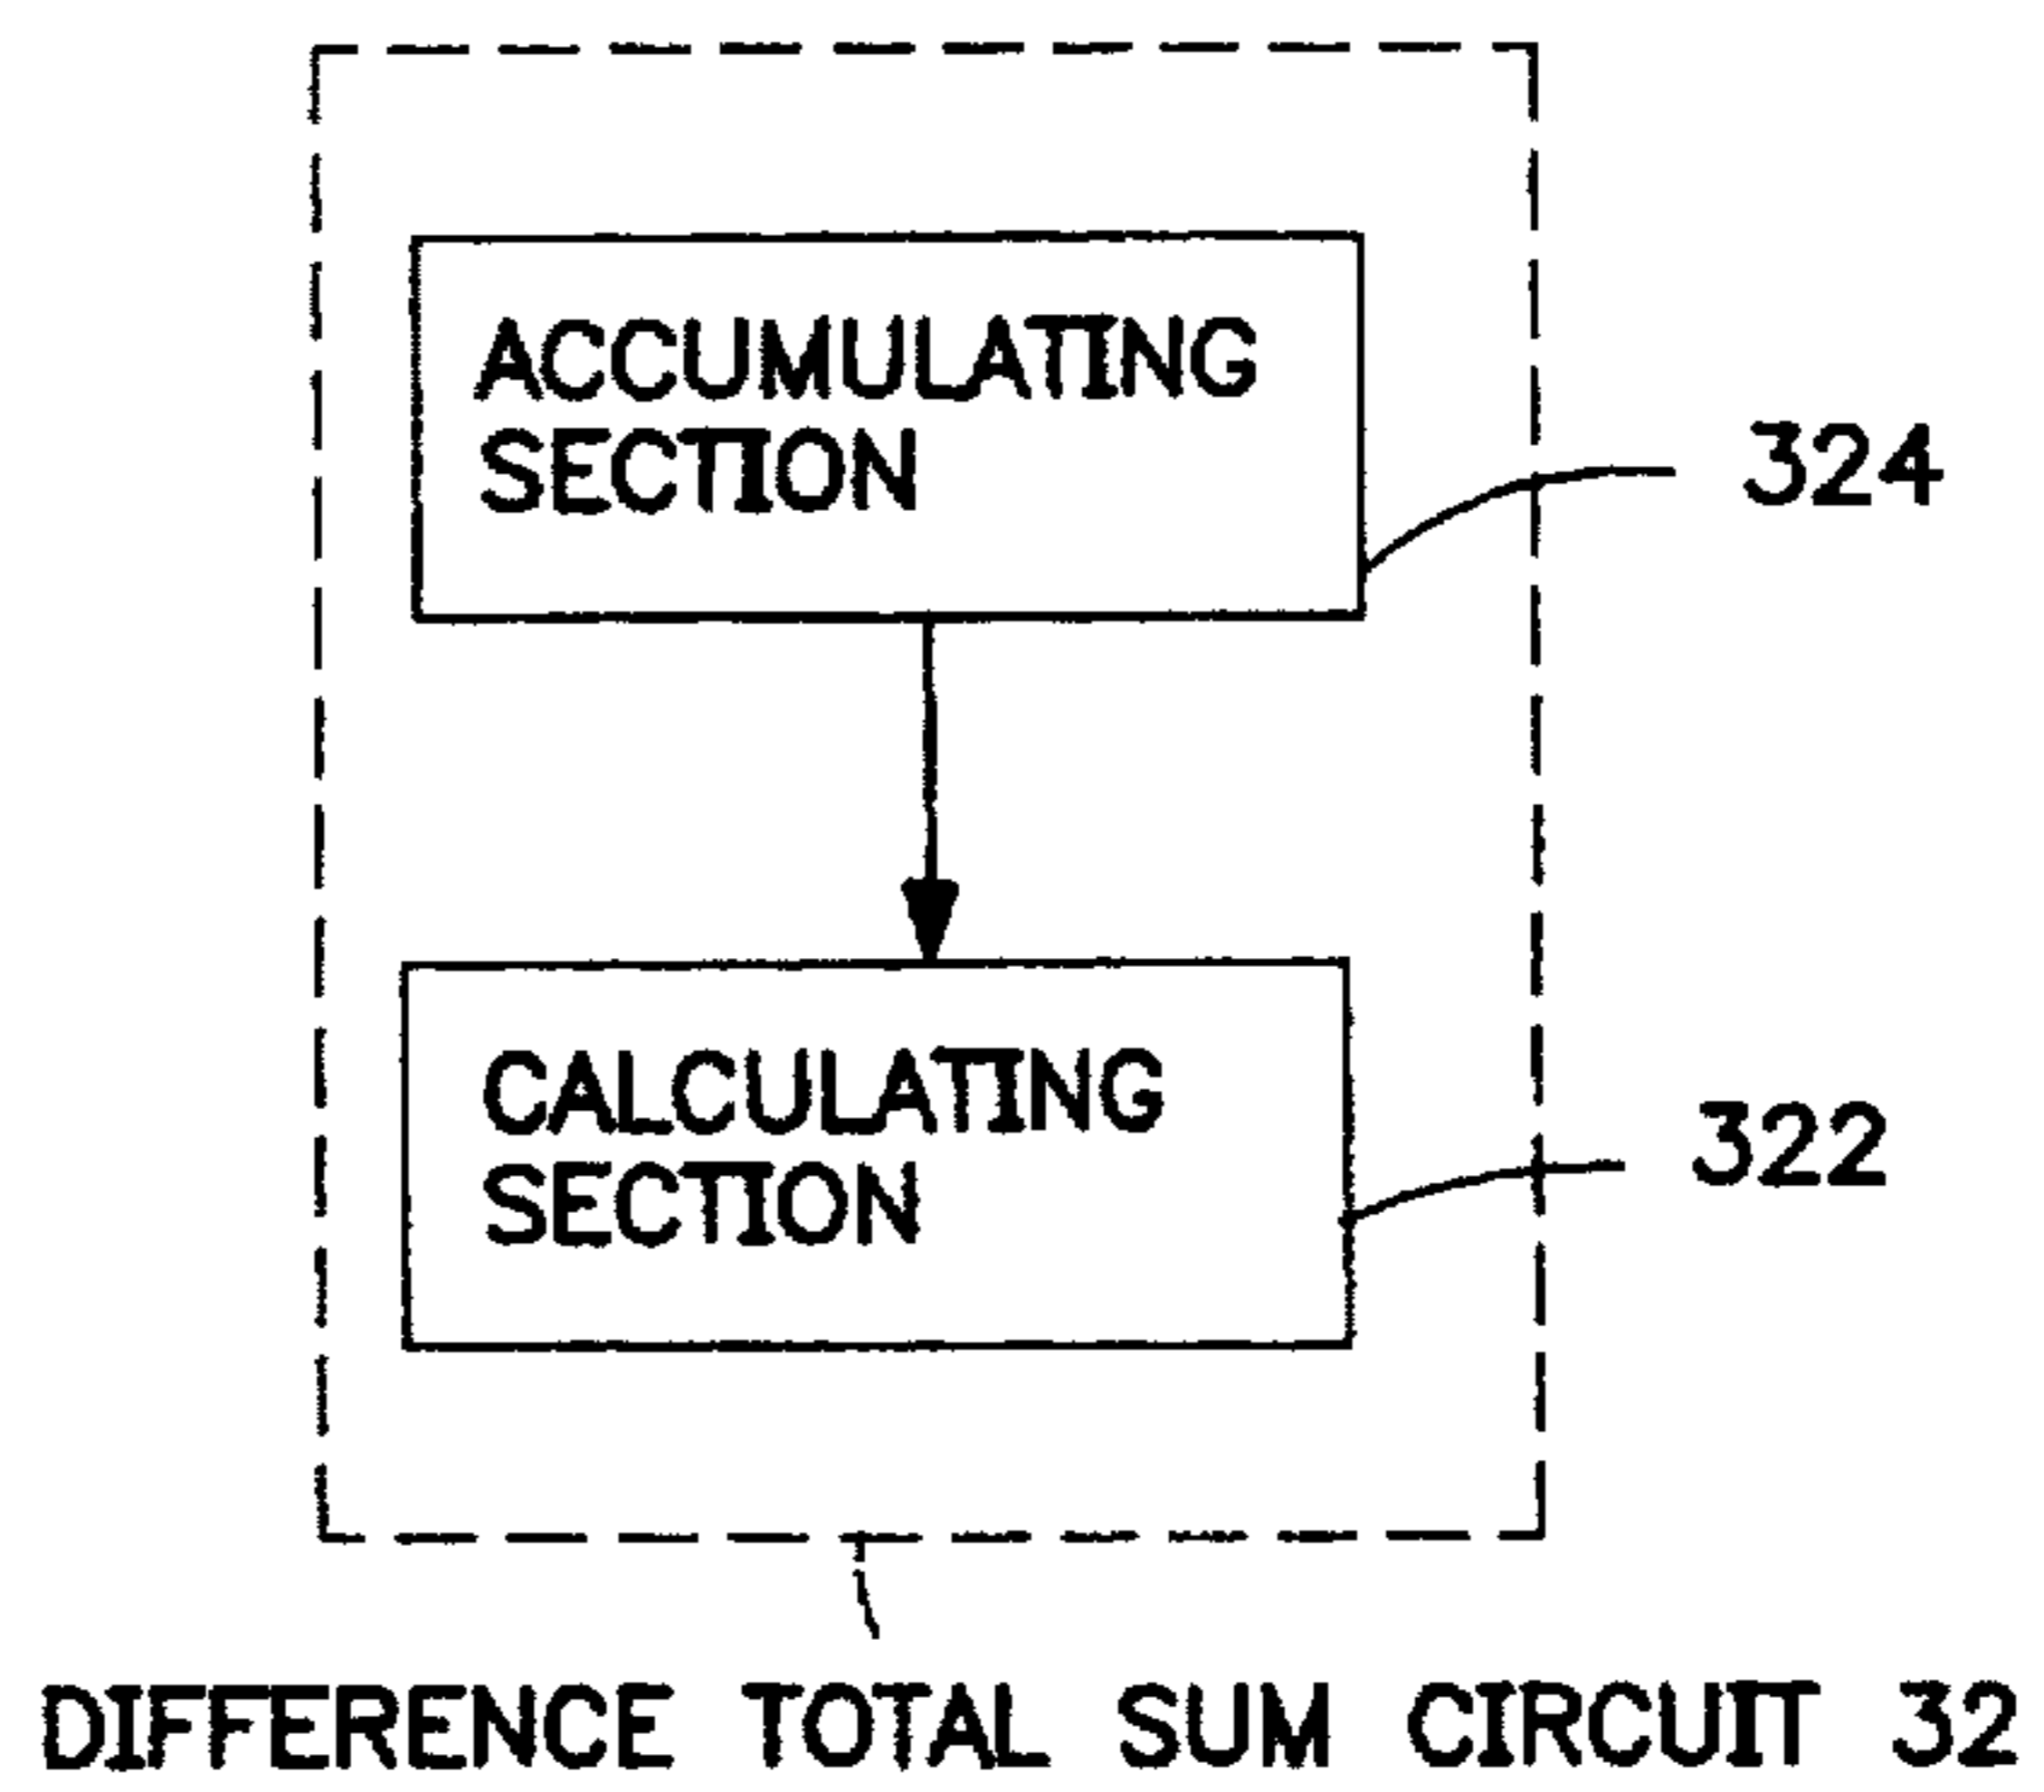 ACCUMULATING
SECTION
324
CALCULATING
SECTION
322
DIFFERENCE TOTAL SUM CIRCUIT 32